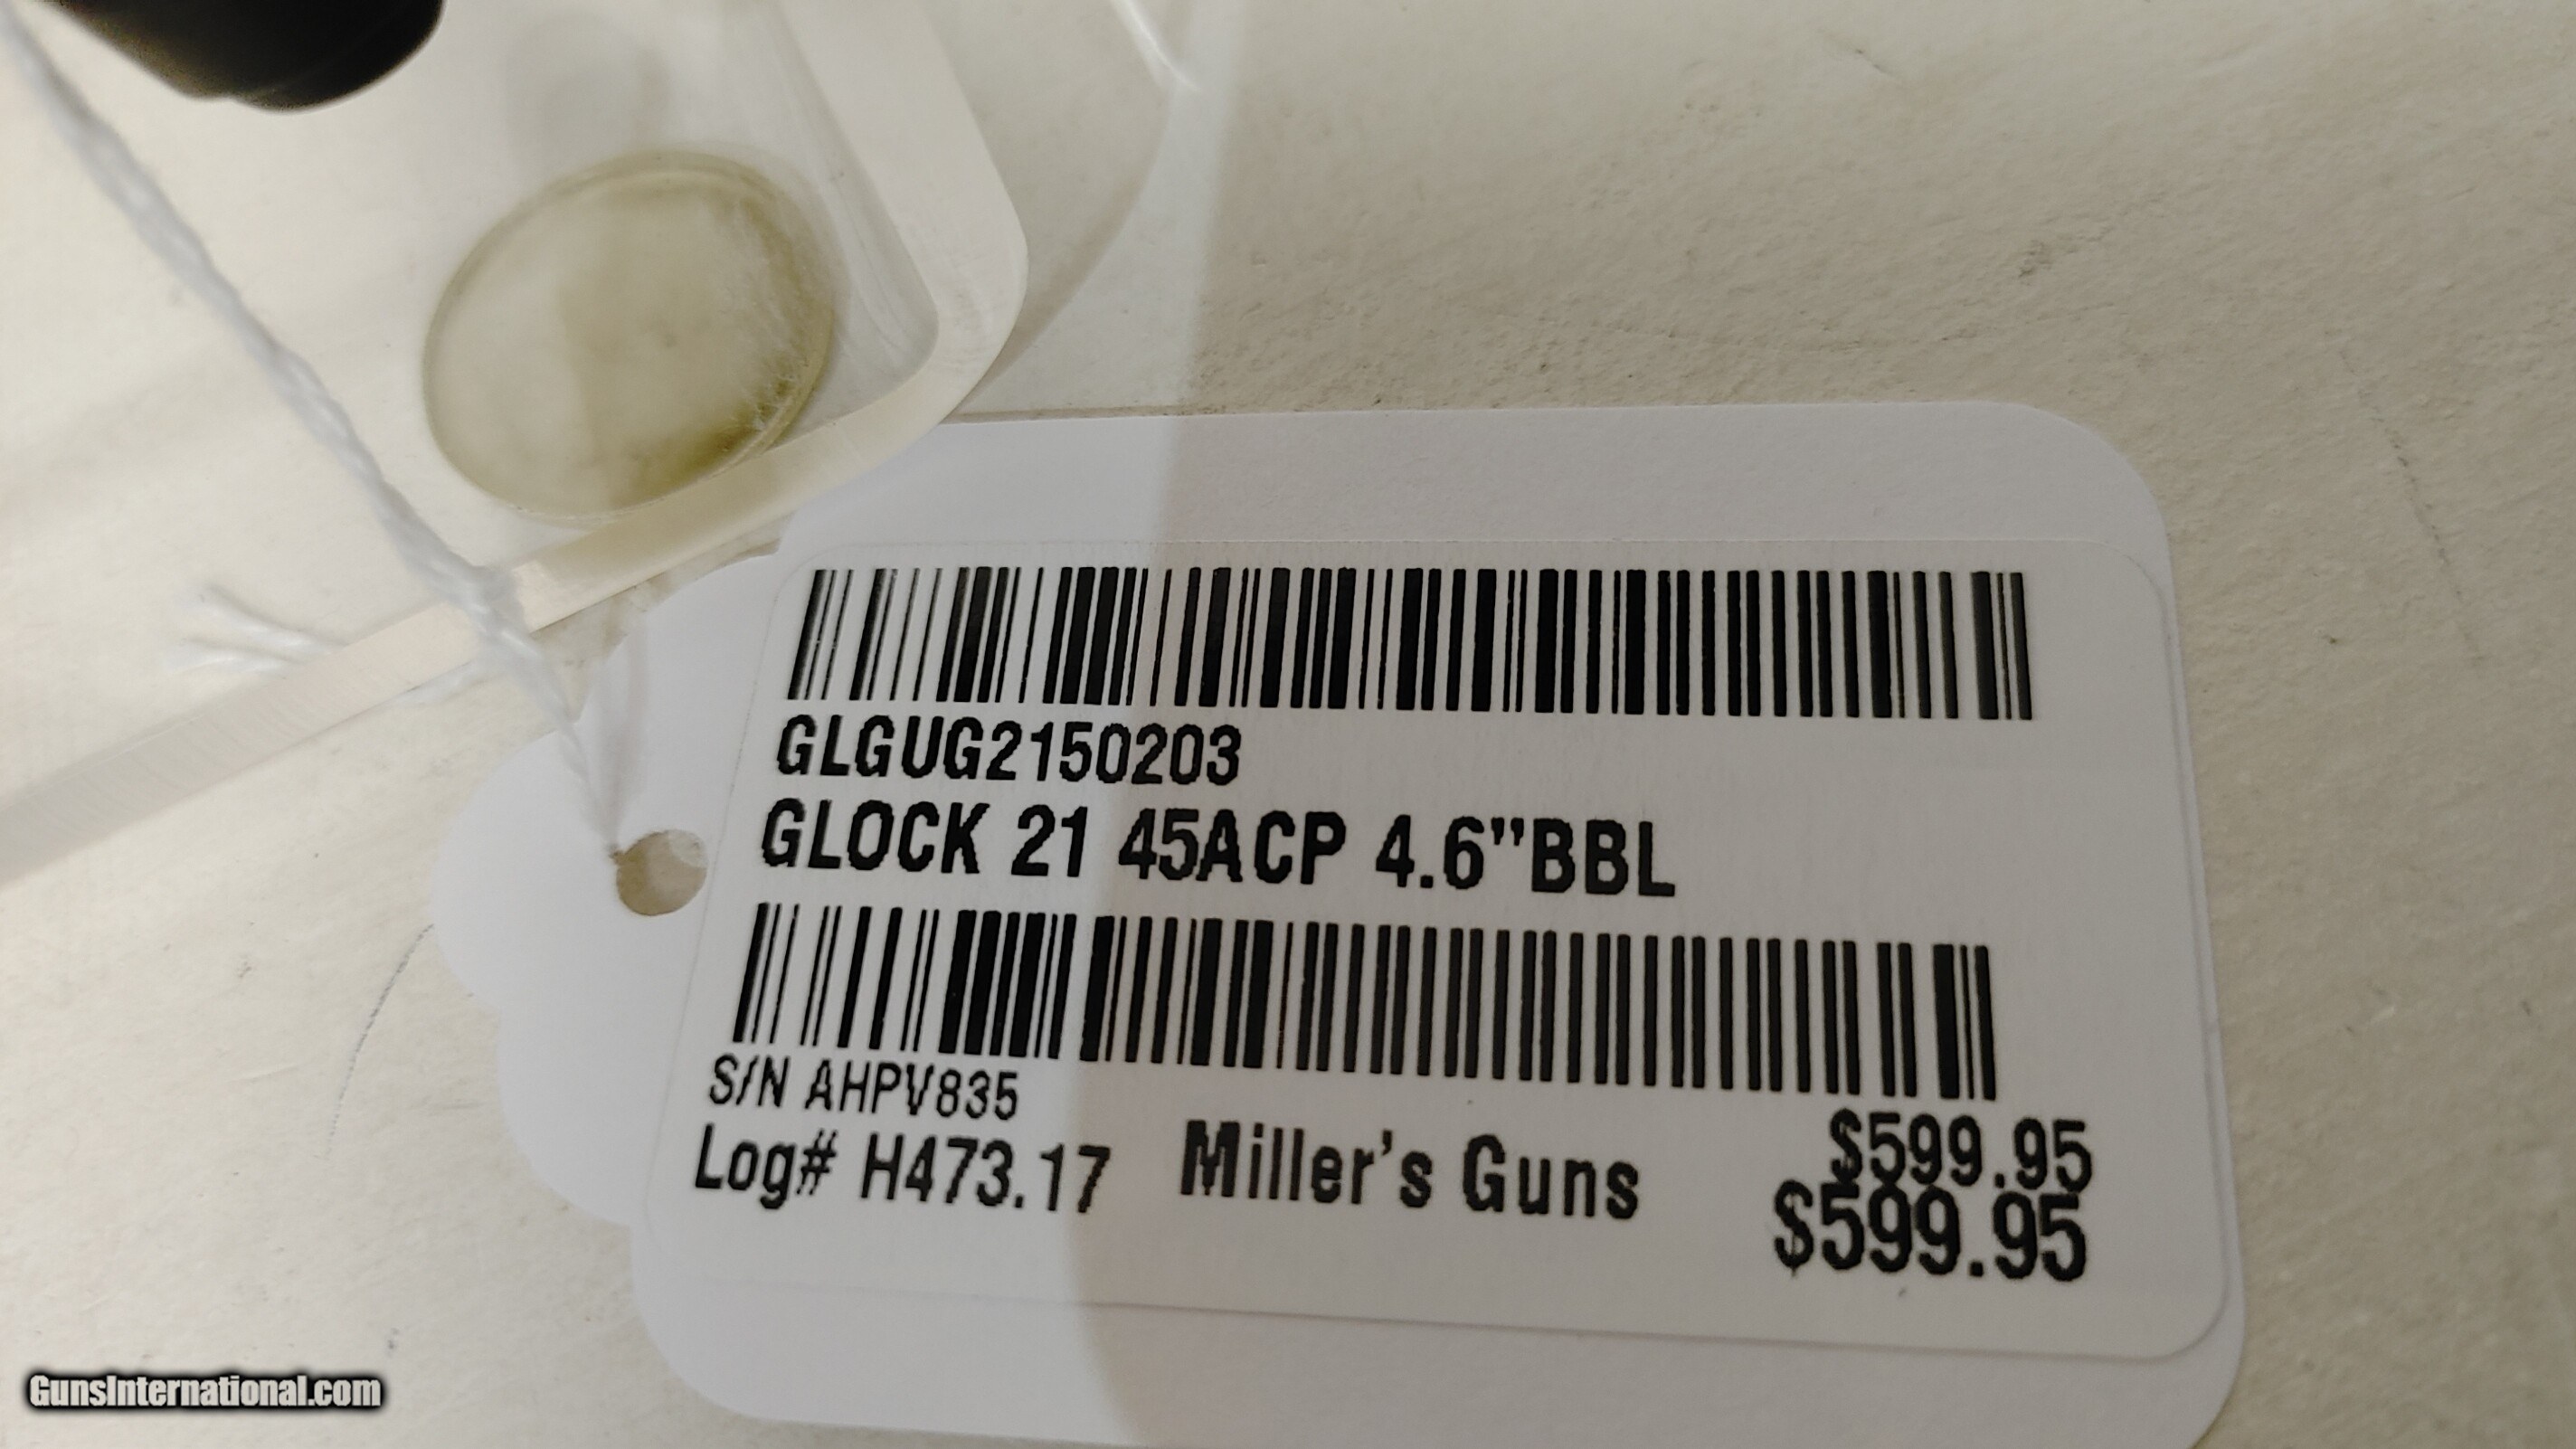 GLGUG2150203
GLOCK 21 45ACP 4.6”BBL
S/N AHPV835
$599.95
Log# H473.17 Miller's Guns
$599.95
GunsInternational.com